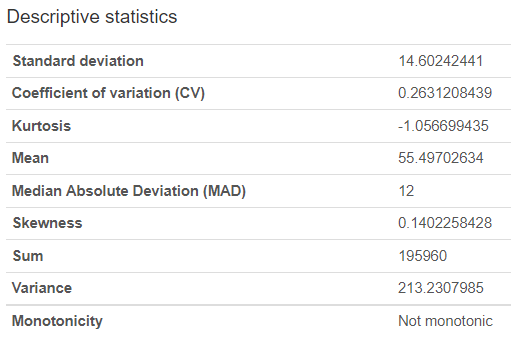 Descriptive statistics
Standard deviation 14.60242441
Coefficient of variation (CV) 0.2631208439
Kurtosis -1.056699435
Mean 55.49702634
Median Absolute Deviation (MAD) 12
Skewness 0.1402258428
Sum 195960
Variance 213.2307985
Monotonicity Not monotonic